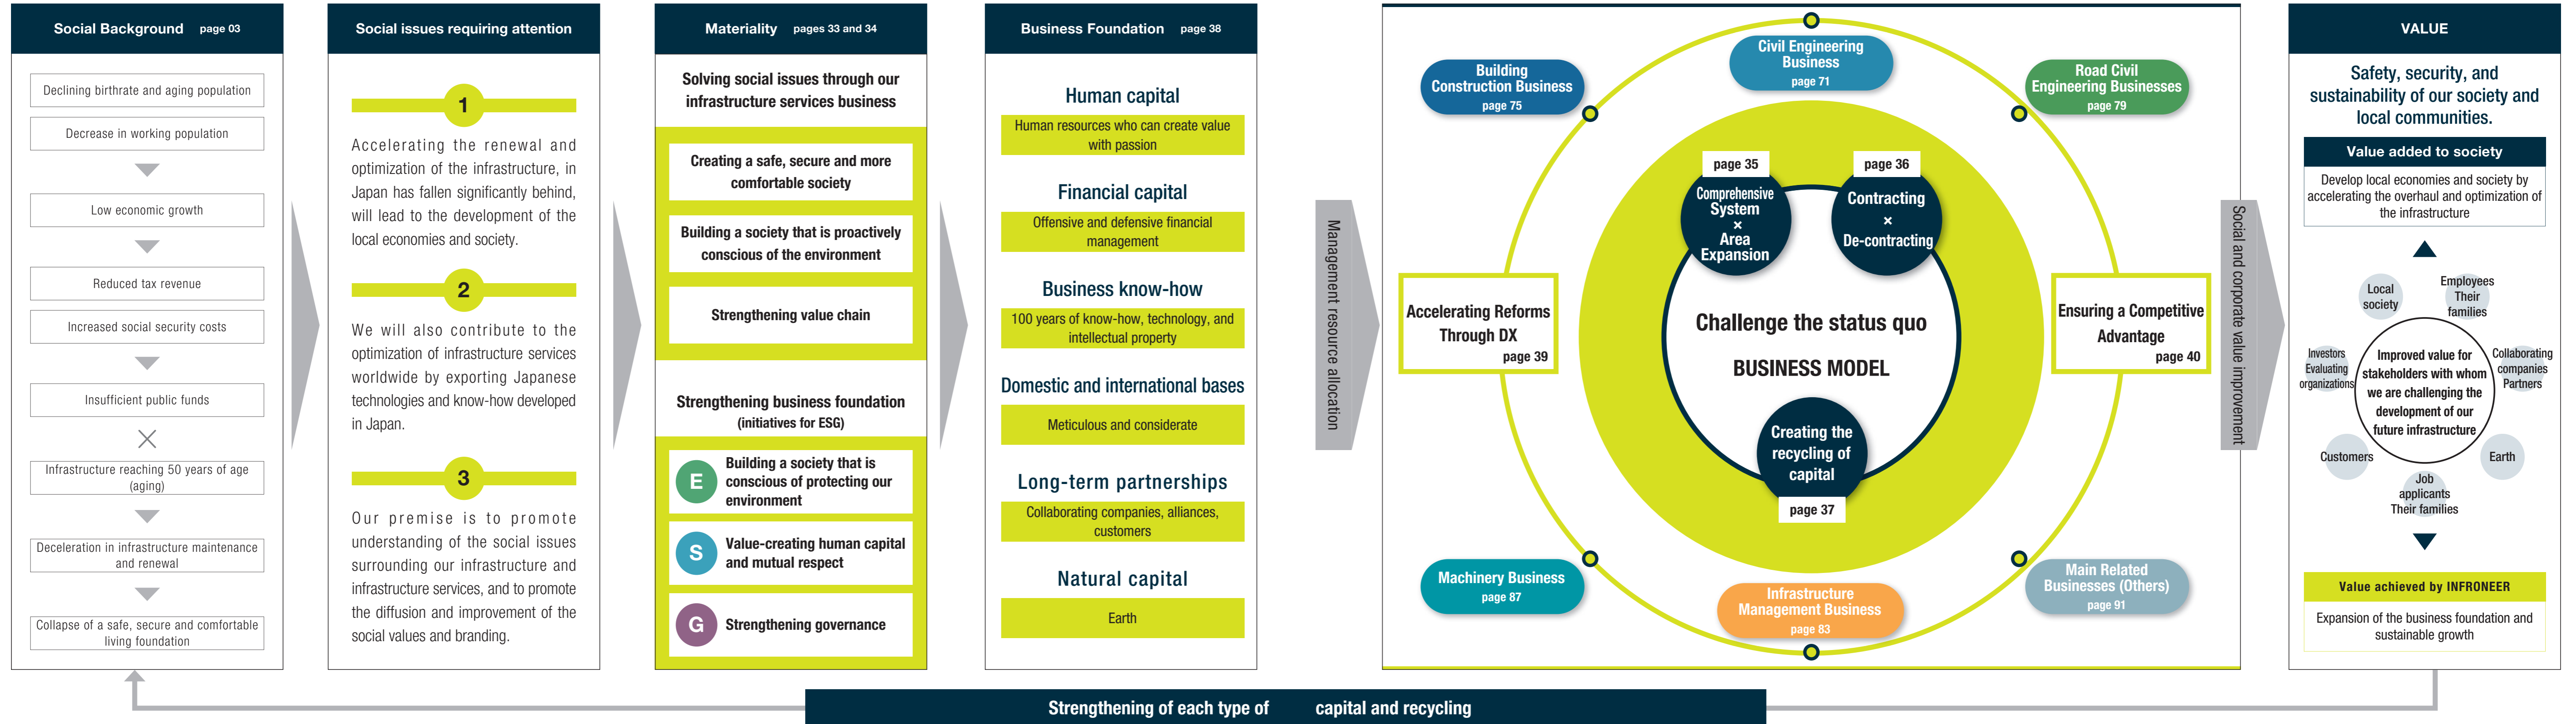 Social Background page 03
Declining birthrate and aging population
Decrease in working population
Low economic growth
Reduced tax revenue
Increased social security costs
Insufficient public funds
Infrastructure reaching 50 years of age
(aging)
Deceleration in infrastructure maintenance
and renewal
Collapse of a safe, secure and comfortable
living foundation
Social issues requiring attention
1
Accelerating the renewal and
optimization of the infrastructure, in
Japan has fallen significantly behind,
will lead to the development of the
local economies and society.
2
We will also contribute to the
optimization of infrastructure services
worldwide by exporting Japanese
technologies and know-how developed
in Japan.
3
Our premise is to promote
understanding of the social issues
surrounding our infrastructure and
infrastructure services, and to promote
the diffusion and improvement of the
social values and branding.
Materiality pages 33 and 34
Solving social issues through our
infrastructure services business
Creating a safe, secure and more
comfortable society
Building a society that is proactively
conscious of the environment
Strengthening value chain
Strengthening business foundation
(initiatives for ESG)
E
Building a society that is
conscious of protecting our
environment
S
Value-creating human capital
and mutual respect
G
Strengthening governance
Business Foundation page 38
Human capital
Human resources who can create value
with passion
Financial capital
Offensive and defensive financial
management
Business know-how
100 years of know-how, technology, and
intellectual property
Domestic and international bases
Meticulous and considerate
Long-term partnerships
Collaborating companies, alliances,
customers
Natural capital
Earth
Management resource allocation
Building
Construction Business
page 75
Civil Engineering
Business
page 71
Road Civil
Engineering Businesses
page 79
page 35
Comprehensive
System
×
Area
Expansion
page 36
Contracting
×
De-contracting
Accelerating Reforms
Through DX
page 39
Challenge the status quo
BUSINESS MODEL
Ensuring a Competitive
Advantage
page 40
Creating the
recycling of
capital
page 37
Machinery Business
page 87
Infrastructure
Management Business
page 83
Main Related
Businesses (Others)
page 91
Social and corporate value improvement
VALUE
Safety, security, and
sustainability of our society and
local communities.
Value added to society
Develop local economies and society by
accelerating the overhaul and optimization of
the infrastructure
Local
society
Employees
Their
families
Investors
Evaluating
organizations
Improved value for
stakeholders with whom
we are challenging the
development of our
future infrastructure
Collaborating
companies
Partners
Customers
Earth
Job
applicants
Their families
Value achieved by INFRONEER
Expansion of the business foundation and
sustainable growth
Strengthening of each type of capital and recycling